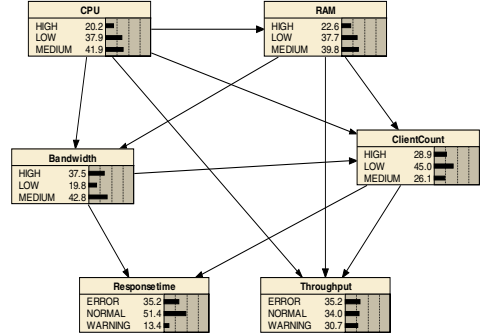 CPU
HIGH 20.2
LOW 37.9
MEDIUM 41.9
RAM
HIGH 22.6
LOW 37.7
MEDIUM 39.8
ClientCount
HIGH 28.9
LOW 45.0
MEDIUM 26.1
Bandwidth
HIGH 37.5
LOW 19.8
MEDIUM 42.8
Responsetime
ERROR 35.2
NORMAL 51.4
WARNING 13.4
Throughput
ERROR 35.2
NORMAL 34.0
WARNING 30.7